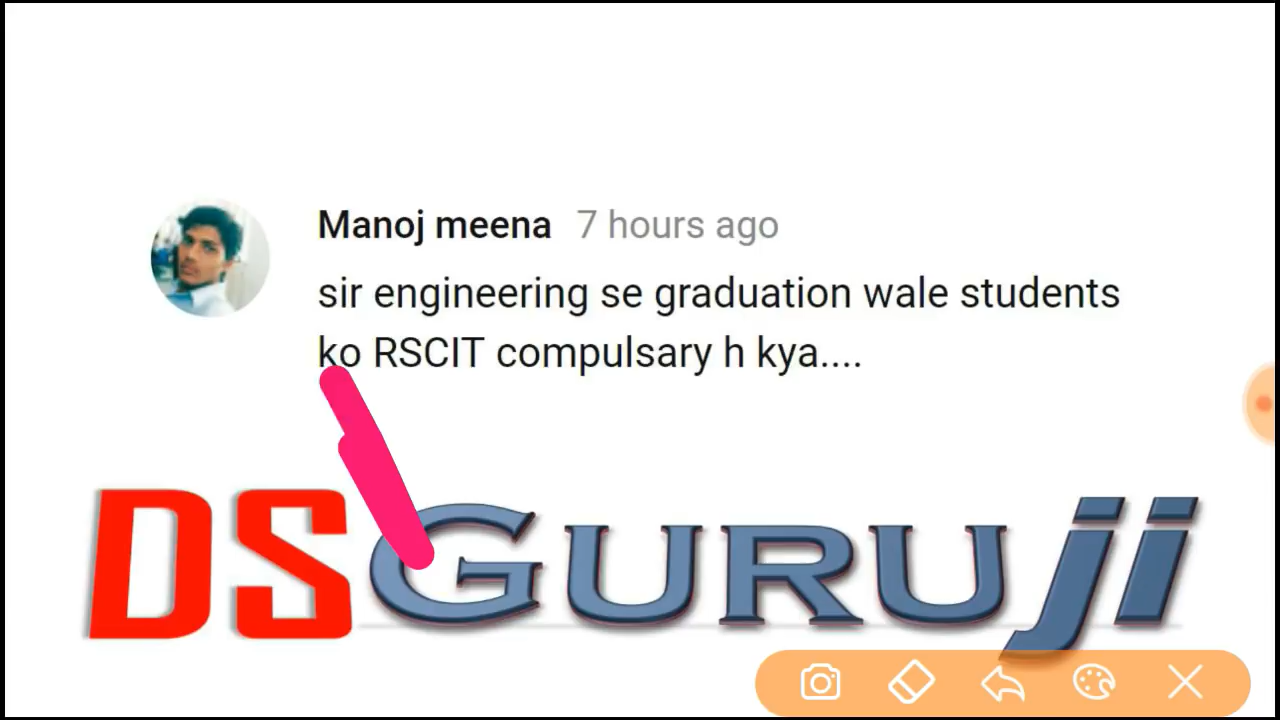 Manoj meena 7 hours ago
sir engineering se graduation wale students
ko RSCIT compulsary h kya....
DSGURUji